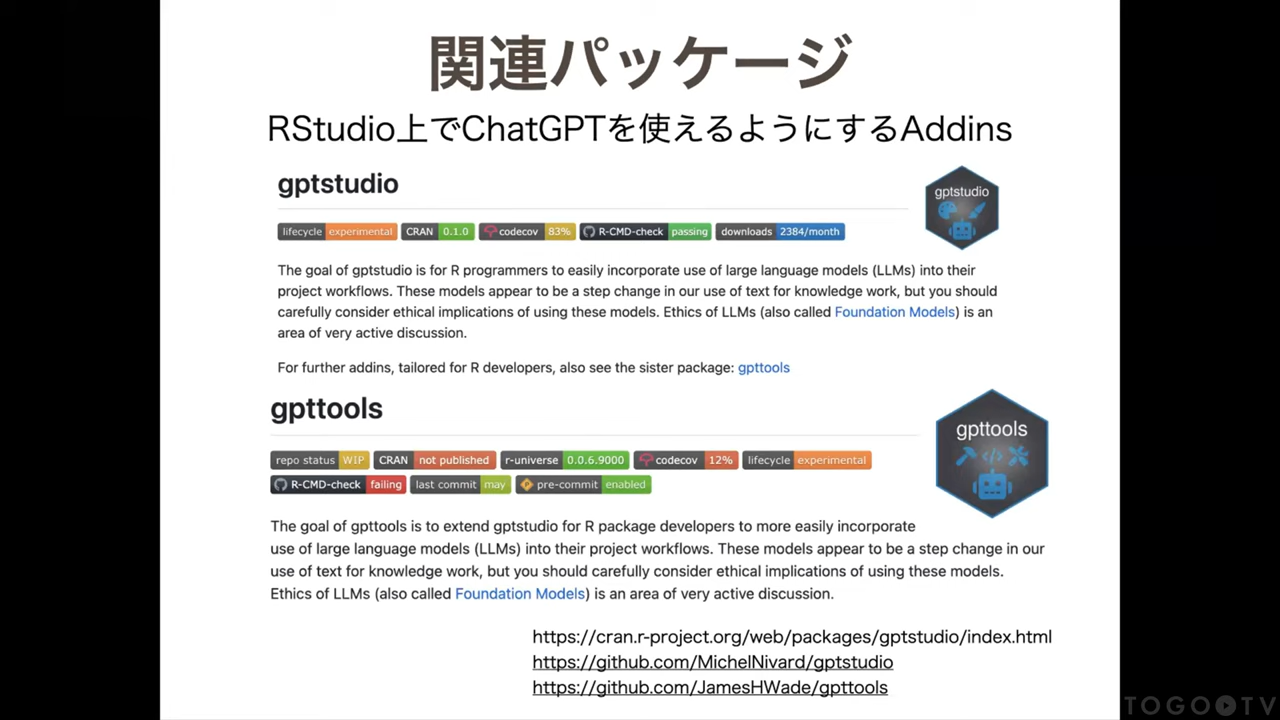 関連パッケージ
RStudio上でChatGPTを使えるようにするAddins
gptstudio
gptstudio
lifecycle experimental CRAN 0.1.0 codecov 83% R-CMD-check passing downloads 2384/month
The goal of gptstudio is for R programmers to easily incorporate use of large language models (LLMs) into their
project workflows. These models appear to be a step change in our use of text for knowledge work, but you should
carefully consider ethical implications of using these models. Ethics of LLMs (also called Foundation Models) is an
area of very active discussion.
For further addins, tailored for R developers, also see the sister package: gpttools
gpttools
gpttools
repo status WIP CRAN not published r-universe 0.0.6.9000 codecov 12% lifecycle experimental
R-CMD-check failing last commit may pre-commit enabled
The goal of gpttools is to extend gptstudio for R package developers to more easily incorporate
use of large language models (LLMs) into their project workflows. These models appear to be a step change in our
use of text for knowledge work, but you should carefully consider ethical implications of using these models.
Ethics of LLMs (also called Foundation Models) is an area of very active discussion.
https://cran.r-project.org/web/packages/gptstudio/index.html
https://github.com/MichelNivard/gptstudio
https://github.com/JamesHWade/gpttools
TOGO TV